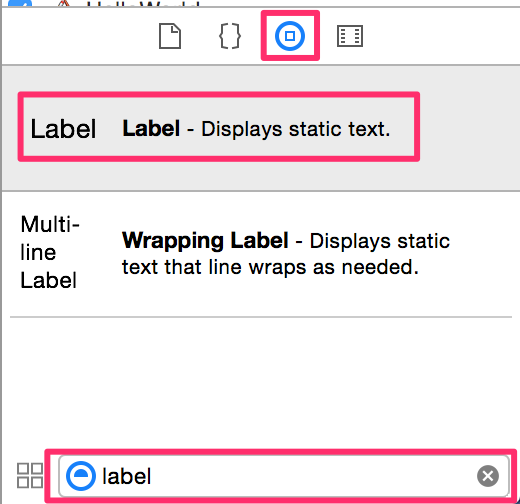 HelloWorld
{}
Label
Label - Displays static text.
Multi-
line
Label
Wrapping Label - Displays static
text that line wraps as needed.
label